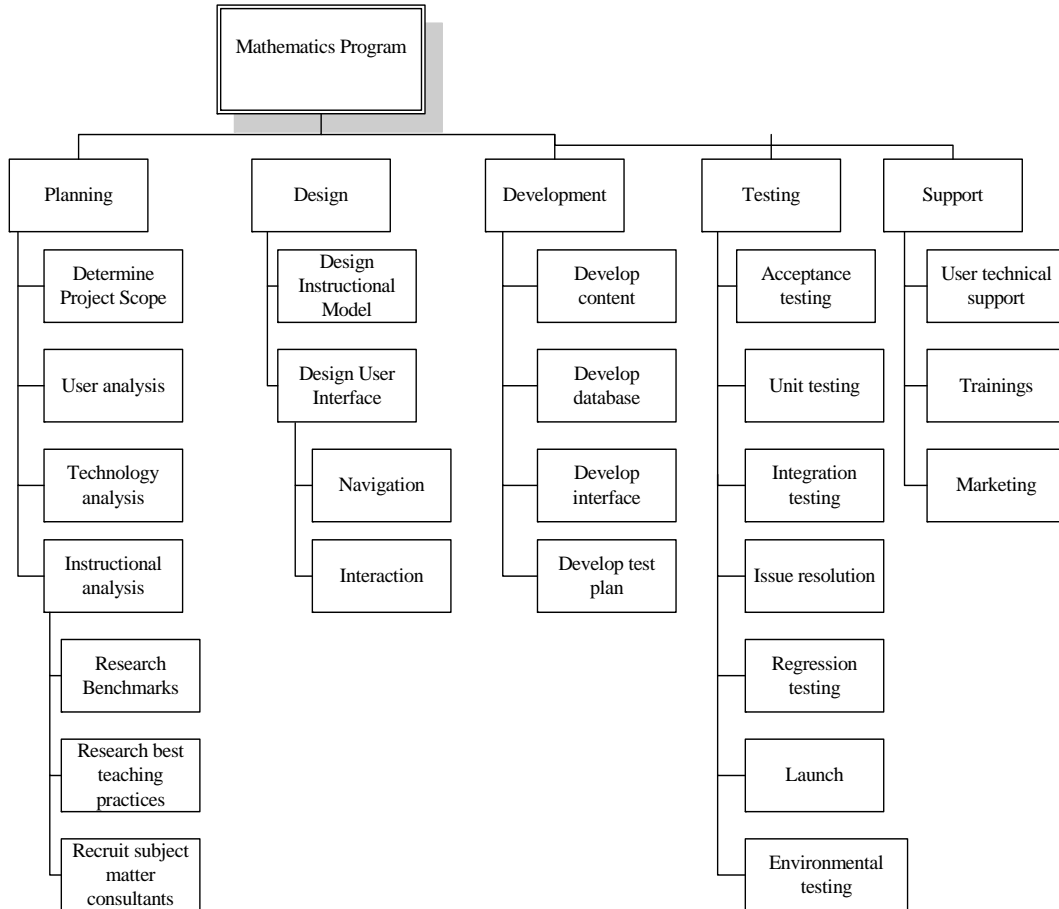 Mathematics Program
Planning
Design
Development
Testing
Support
Determine
Project Scope
User analysis
Technology
analysis
Instructional
analysis
Research
Benchmarks
Research best
teaching
practices
Recruit subject
matter
consultants
Design
Instructional
Model
Design User
Interface
Navigation
Interaction
Develop
content
Develop
database
Develop
interface
Develop test
plan
Acceptance
testing
Unit testing
Integration
testing
Issue resolution
Regression
testing
Launch
Environmental
testing
User technical
support
Trainings
Marketing